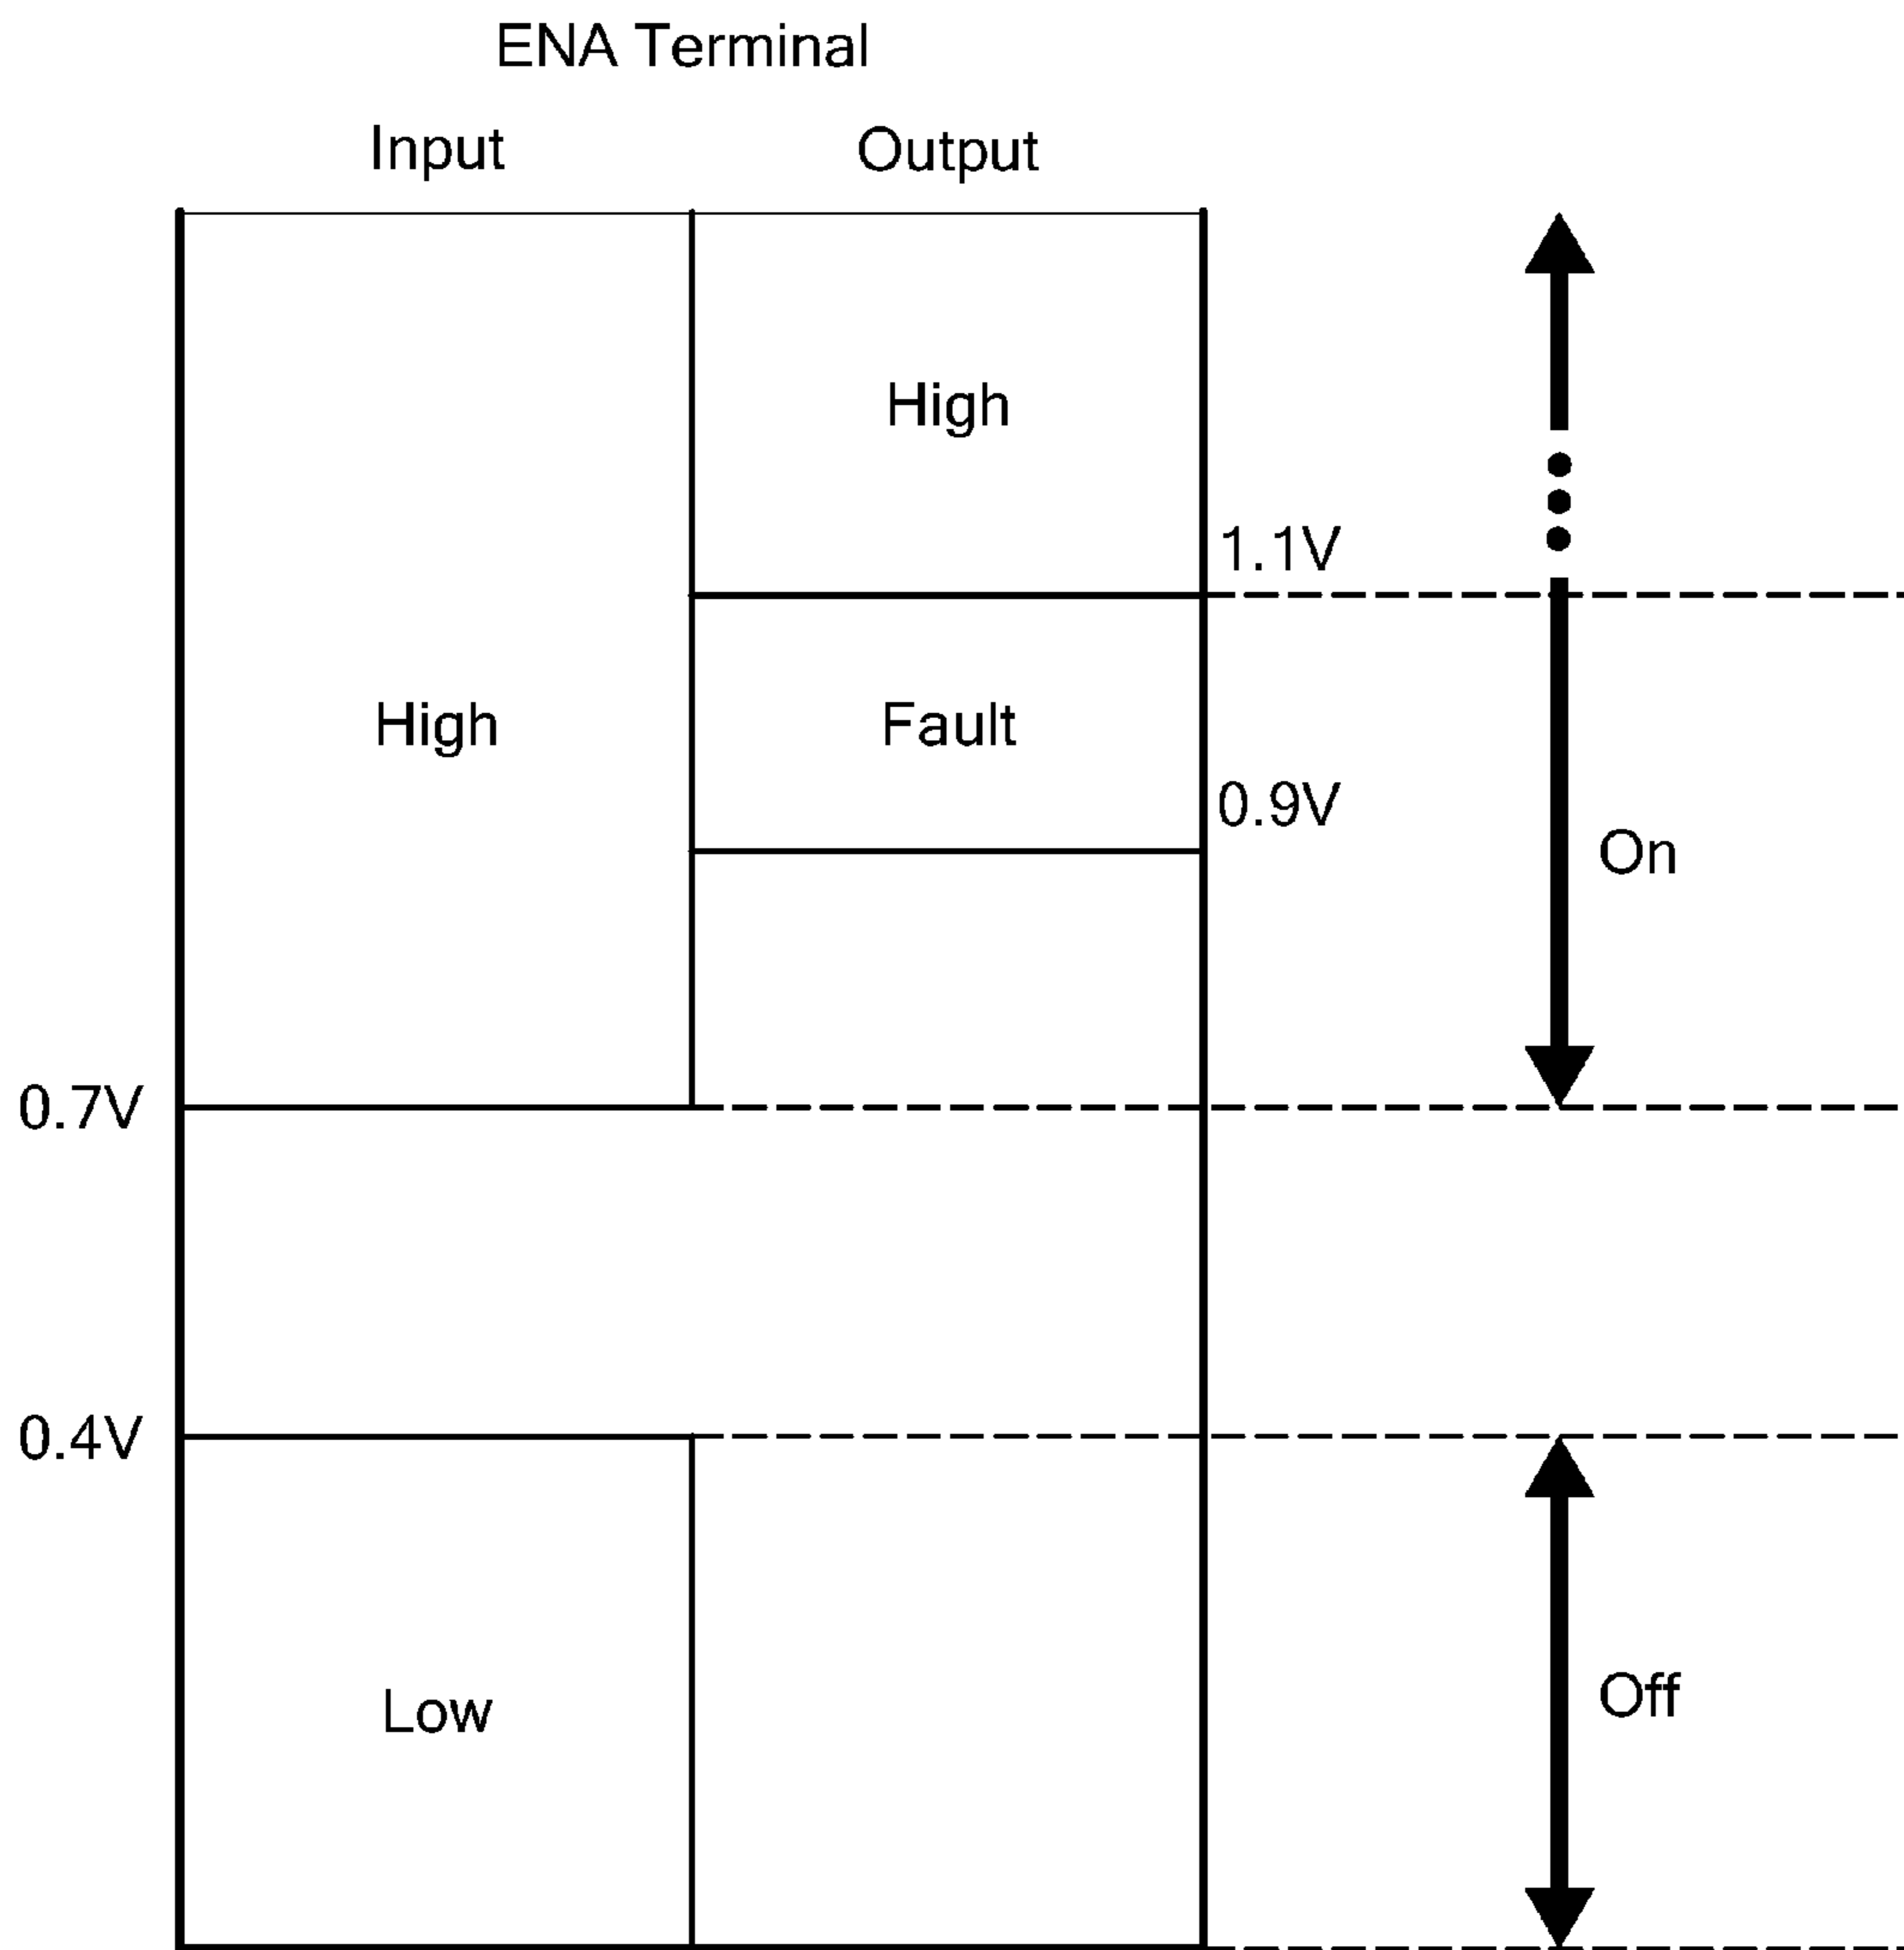 ENA Terminal
Input Output
High
1.1V
High Fault
0.9V
On
0.7V
0.4V
Off
Low